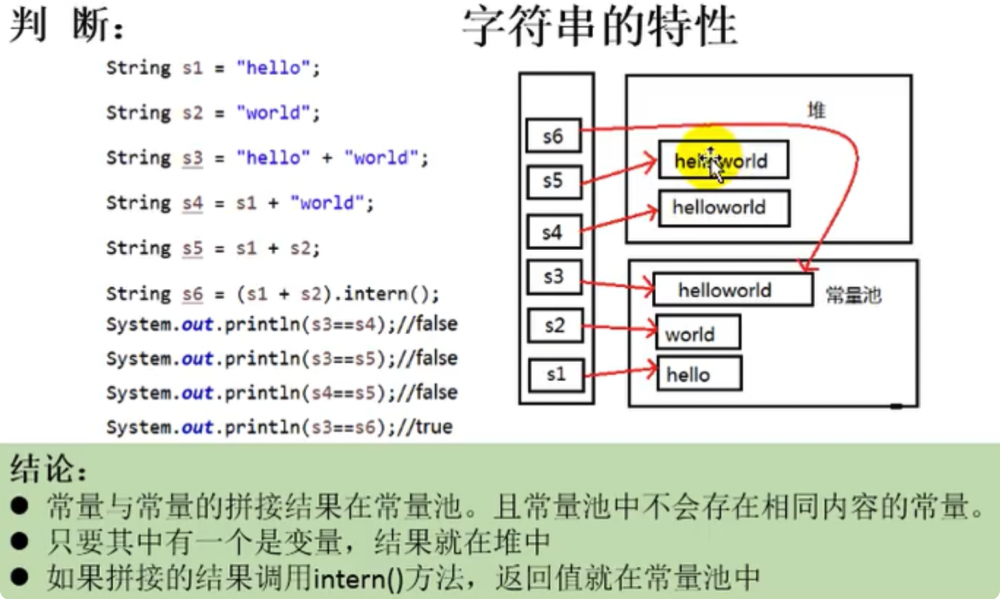 判 断：
字符串的特性
String s1 = "hello";
String s2 = "world";
String s3 = "hello" + "world";
String s4 = s1 + "world";
String s5 = s1 + s2;
String s6 = (s1 + s2).intern();
System.out.println(s3==s4);//false
System.out.println(s3==s5);//false
System.out.println(s4==s5);//false
System.out.println(s3==s6);//true
堆
s6
helloworld
s5
helloworld
s4
s3
helloworld
常量池
s2
world
s1
hello
结论：
● 常量与常量的拼接结果在常量池。且常量池中不会存在相同内容的常量。
● 只要其中有一个是变量，结果就在堆中
● 如果拼接的结果调用intern()方法，返回值就在常量池中